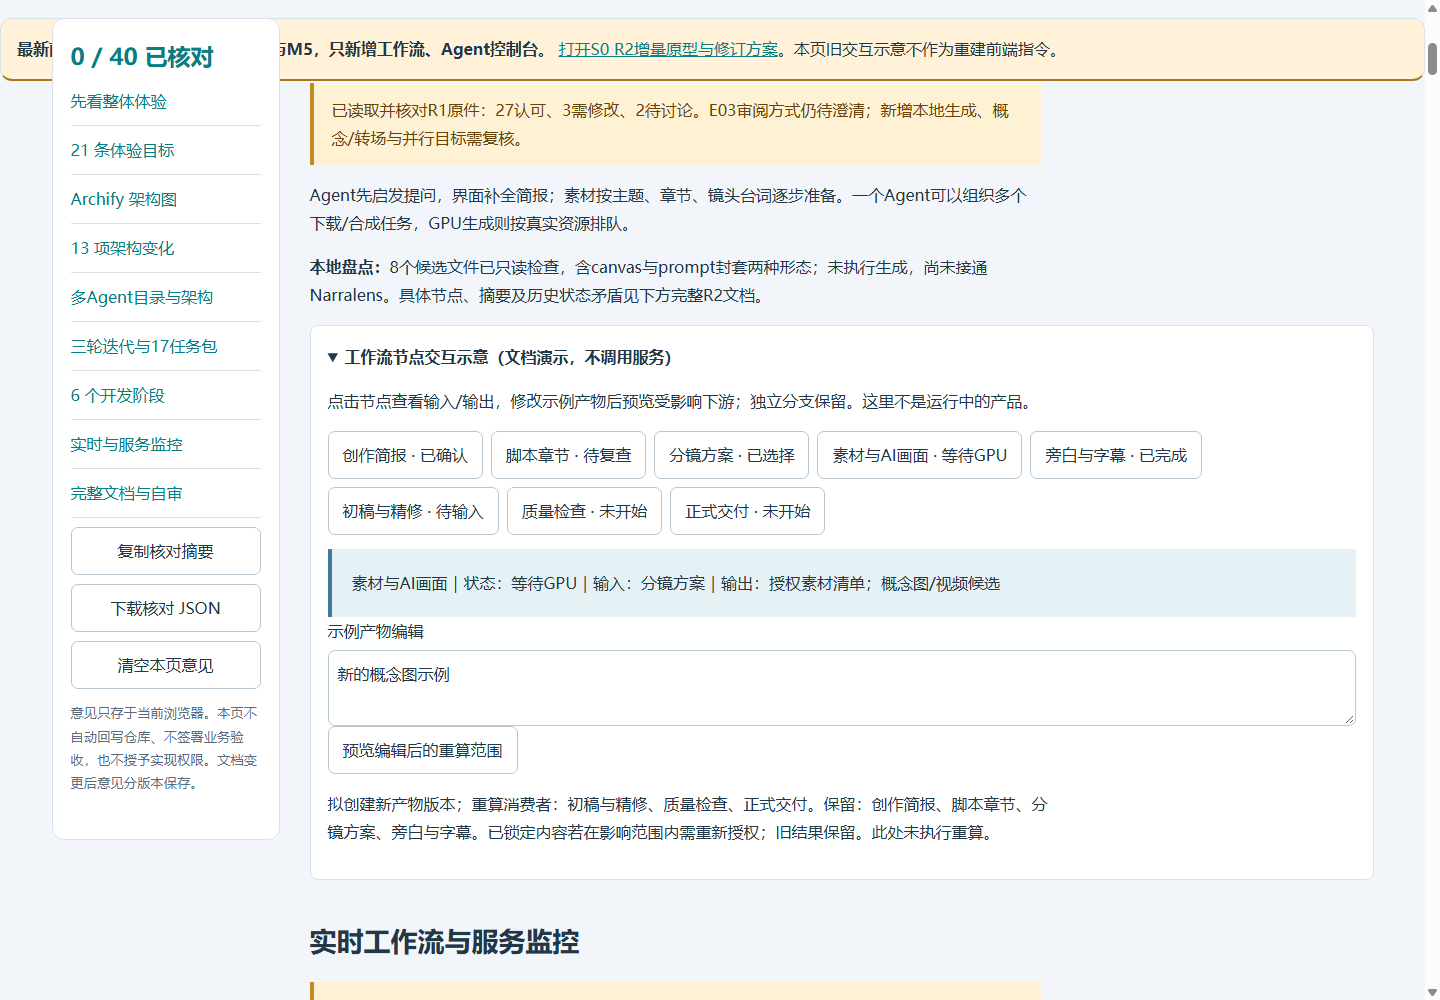 最新
与M5，只新增工作流、Agent控制台。 打开S0 R2增量原型与修订方案。本页旧交互示意不作为重建前端指令。
0 / 40 已核对
先看整体体验
21 条体验目标
Archify 架构图
13 项架构变化
多Agent目录与架构
三轮迭代与17任务包
6 个开发阶段
实时与服务监控
完整文档与自审
复制核对摘要
下载核对 JSON
清空本页意见
意见只存于当前浏览器。本页不
自动回写仓库、不签署业务验
收，也不授予实现权限。文档变
更后意见分版本保存。
已读取并核对R1原件：27认可、3需修改、2待讨论。E03审阅方式仍待澄清；新增本地生成、概
念/转场与并行目标需复核。
Agent先启发提问，界面补全简报；素材按主题、章节、镜头台词逐步准备。一个Agent可以组织多个
下载/合成任务，GPU生成则按真实资源排队。
本地盘点：8个候选文件已只读检查，含canvas与prompt封套两种形态；未执行生成，尚未接通
Narralens。具体节点、摘要及历史状态矛盾见下方完整R2文档。
▼ 工作流节点交互示意（文档演示，不调用服务）
点击节点查看输入/输出，修改示例产物后预览受影响下游；独立分支保留。这里不是运行中的产品。
创作简报 · 已确认
脚本章节 · 待复查
分镜方案 · 已选择
素材与AI画面 · 等待GPU
旁白与字幕 · 已完成
初稿与精修 · 待输入
质量检查 · 未开始
正式交付 · 未开始
素材与AI画面 | 状态：等待GPU | 输入：分镜方案 | 输出：授权素材清单；概念图/视频候选
示例产物编辑
新的概念图示例
预览编辑后的重算范围
拟创建新产物版本；重算消费者：初稿与精修、质量检查、正式交付。保留：创作简报、脚本章节、分
镜方案、旁白与字幕。已锁定内容若在影响范围内需重新授权；旧结果保留。此处未执行重算。
实时工作流与服务监控